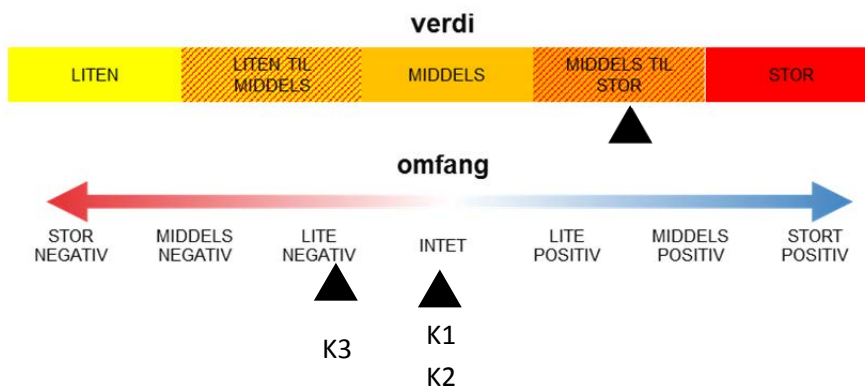 verdi
LITEN
LITEN TIL
MIDDELS
MIDDELS
MIDDELS TIL
STOR
STOR
omfang
STOR
NEGATIV
MIDDELS
NEGATIV
LITE
NEGATIV
INTET
LITE
POSITIV
MIDDELS
POSITIV
STORT
POSITIV
K3
K1
K2